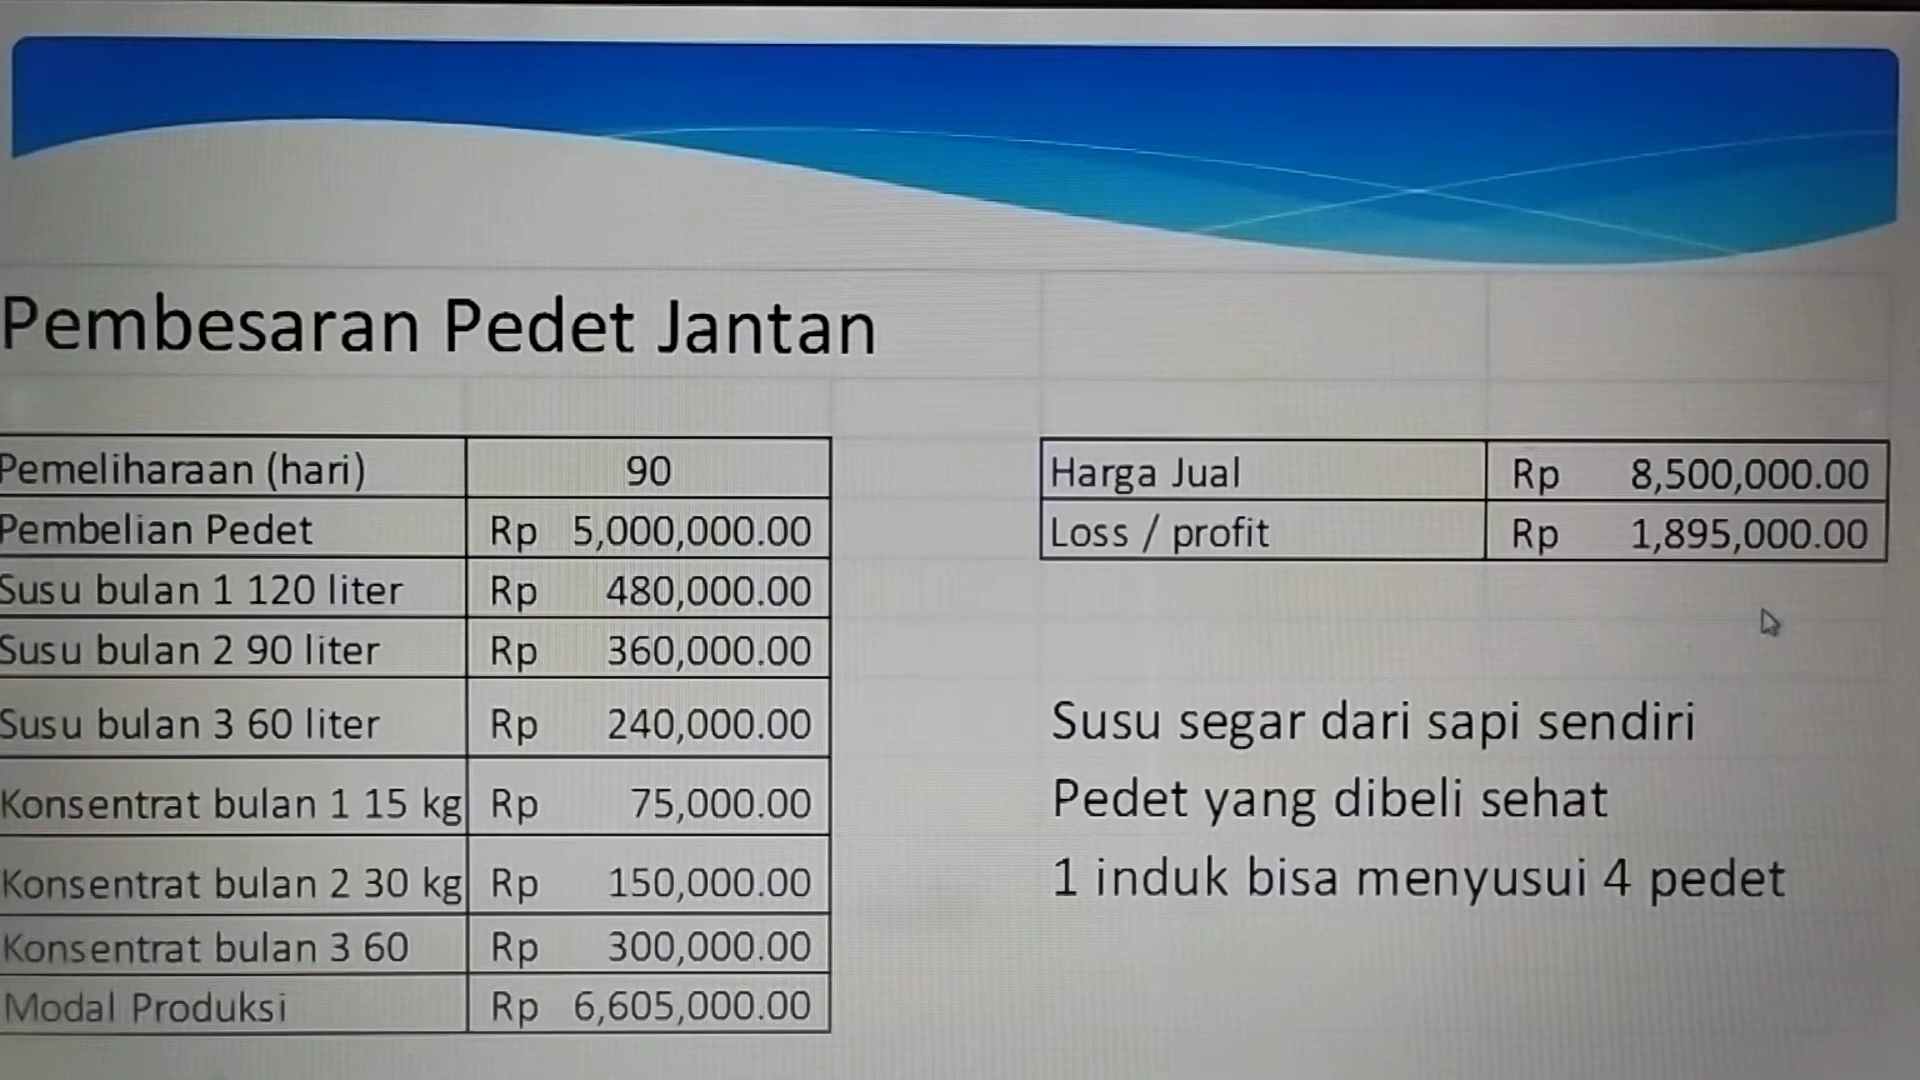 Pembesaran Pedet Jantan
Pemeliharaan (hari) 90
Pembelian Pedet Rp 5,000,000.00
Susu bulan 1 120 liter Rp 480,000.00
Susu bulan 2 90 liter Rp 360,000.00
Susu bulan 3 60 liter Rp 240,000.00
Konsentrat bulan 1 15 kg Rp 75,000.00
Konsentrat bulan 2 30 kg Rp 150,000.00
Konsentrat bulan 3 60 Rp 300,000.00
Modal Produksi Rp 6,605,000.00
Harga Jual Rp 8,500,000.00
Loss / profit Rp 1,895,000.00
Susu segar dari sapi sendiri
Pedet yang dibeli sehat
1 induk bisa menyusui 4 pedet